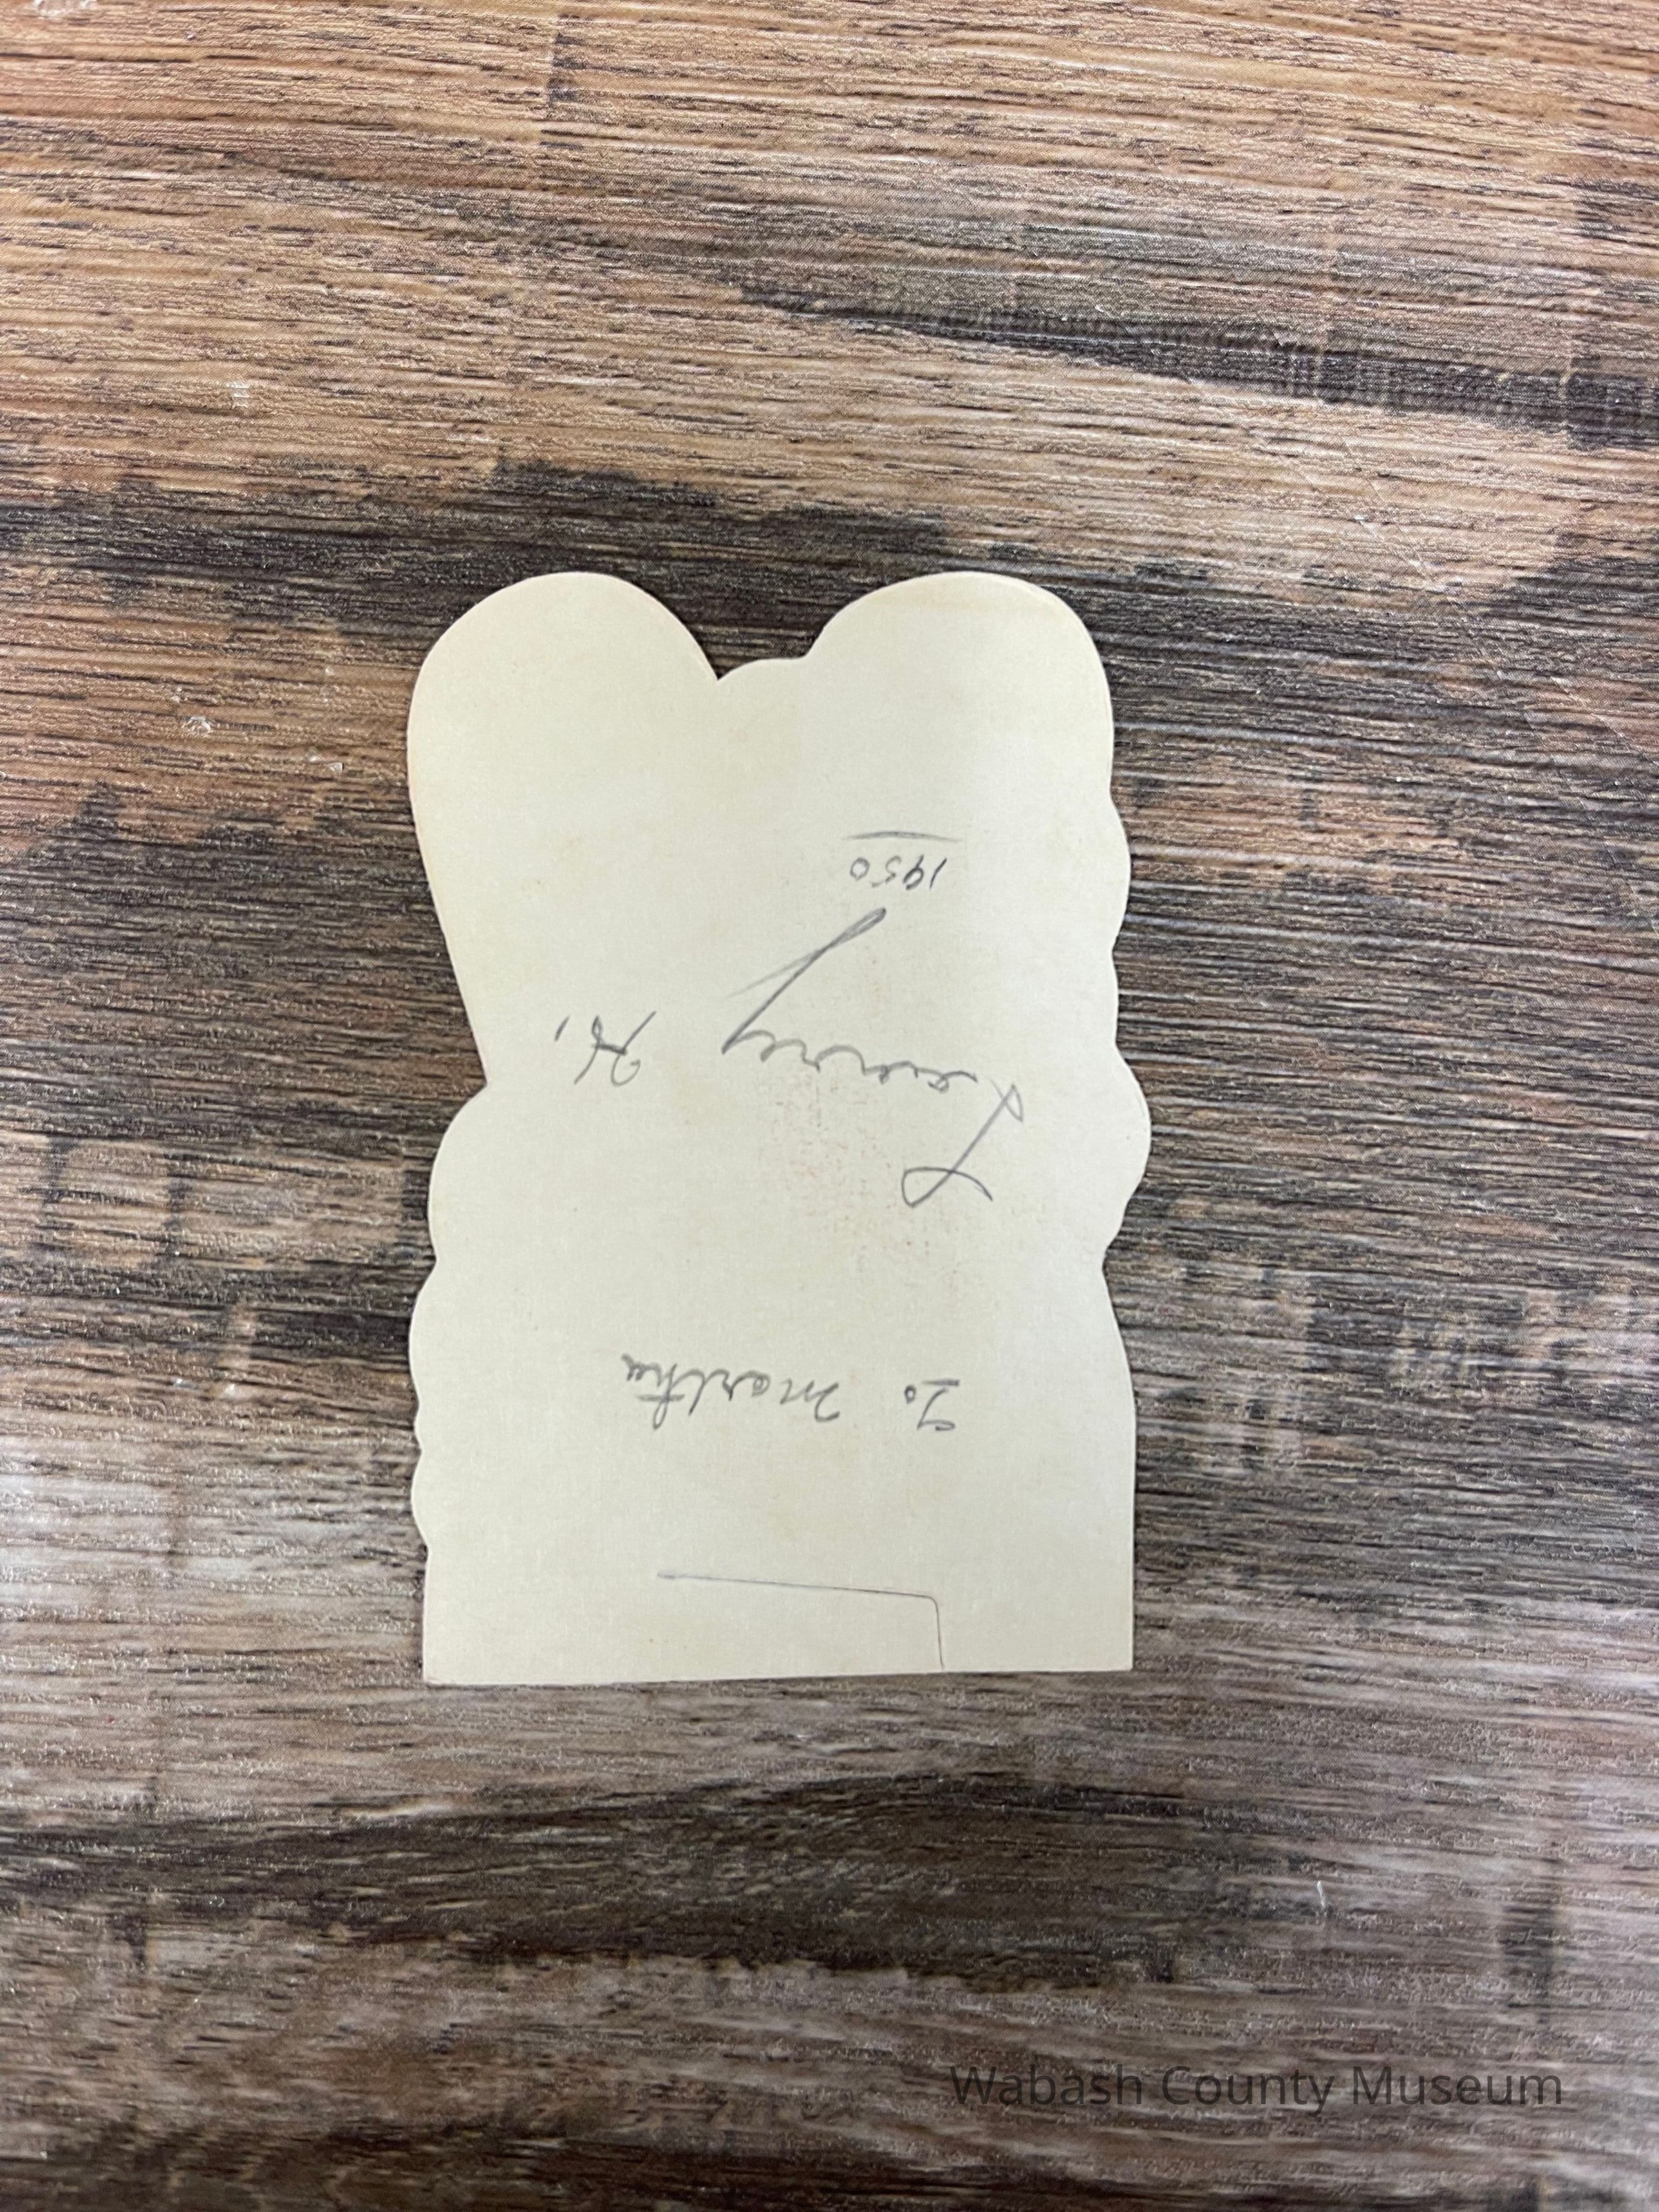 To Martha
H.
1950
Wabash County Museum